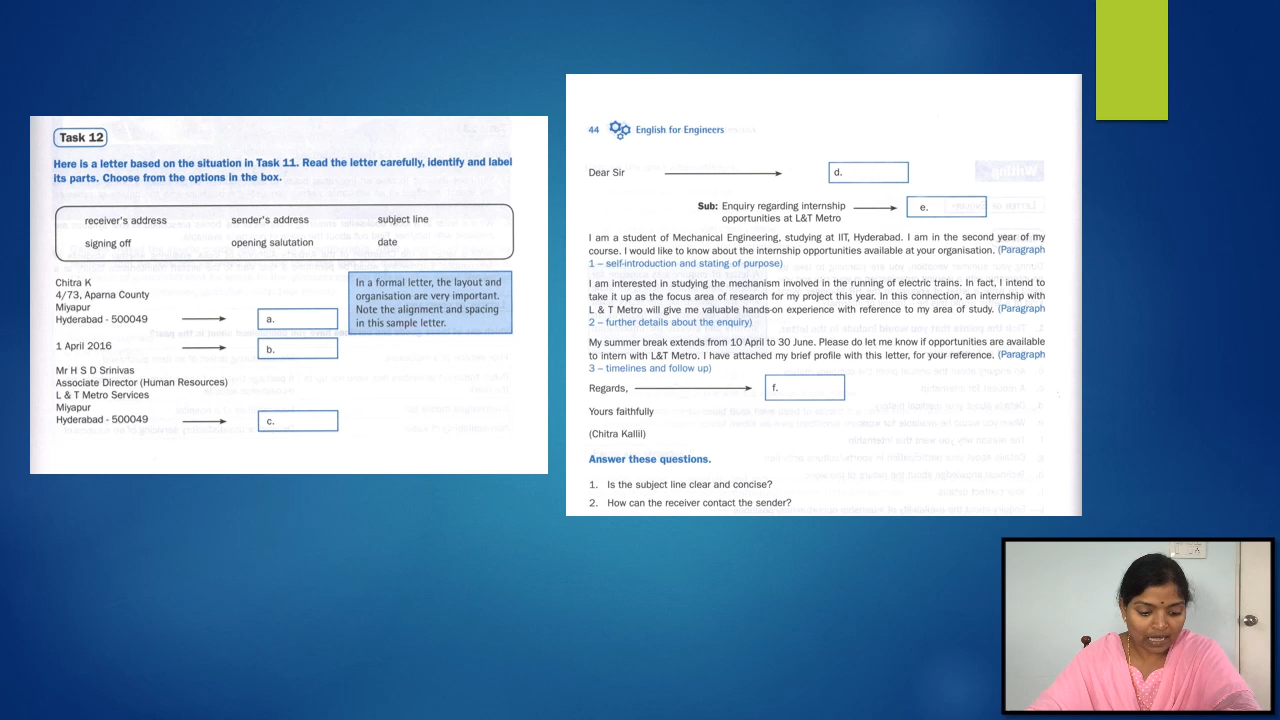 Task 12
Here is a letter based on the situation in Task 11. Read the letter carefully, identify and label
its parts. Choose from the options in the box.
receiver's address sender's address subject line
signing off opening salutation date
Chitra K
4/73, Aparna County
Miyapur
Hyderabad - 500049
a.
In a formal letter, the layout and
organisation are very important.
Note the alignment and spacing
in this sample letter.
1 April 2016
b.
Mr H S D Srinivas
Associate Director (Human Resources)
L & T Metro Services
Miyapur
Hyderabad - 500049
c.
44 English for Engineers
Dear Sir
d.
Sub: Enquiry regarding internship
opportunities at L&T Metro
e.
I am a student of Mechanical Engineering, studying at IIT, Hyderabad. I am in the second year of my
course. I would like to know about the internship opportunities available at your organisation. (Paragraph
1 – self-introduction and stating of purpose)
I am interested in studying the mechanism involved in the running of electric trains. In fact, I intend to
take it up as the focus area of research for my project this year. In this connection, an internship with
L & T Metro will give me valuable hands-on experience with reference to my area of study. (Paragraph
2 – further details about the enquiry)
My summer break extends from 10 April to 30 June. Please do let me know if opportunities are available
to intern with L&T Metro. I have attached my brief profile with this letter, for your reference. (Paragraph
3 – timelines and follow up)
Regards,
f.
Yours faithfully
(Chitra Kallil)
Answer these questions.
1. Is the subject line clear and concise?
2. How can the receiver contact the sender?